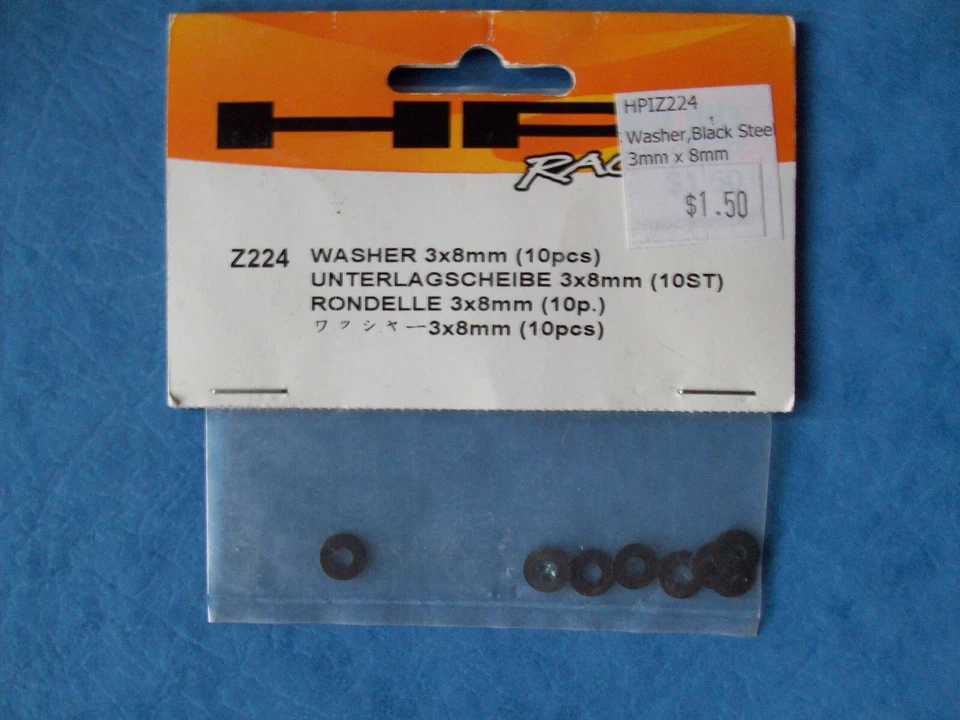 HP
RAC
HPIZ224
Washer,Black Steel
3mm x 8mm
$1.50
Z224 WASHER 3x8mm (10pcs)
UNTERLAGSCHEIBE 3x8mm (10ST)
RONDELLE 3x8mm (10p.)
ワッシャー3x8mm (10pcs)